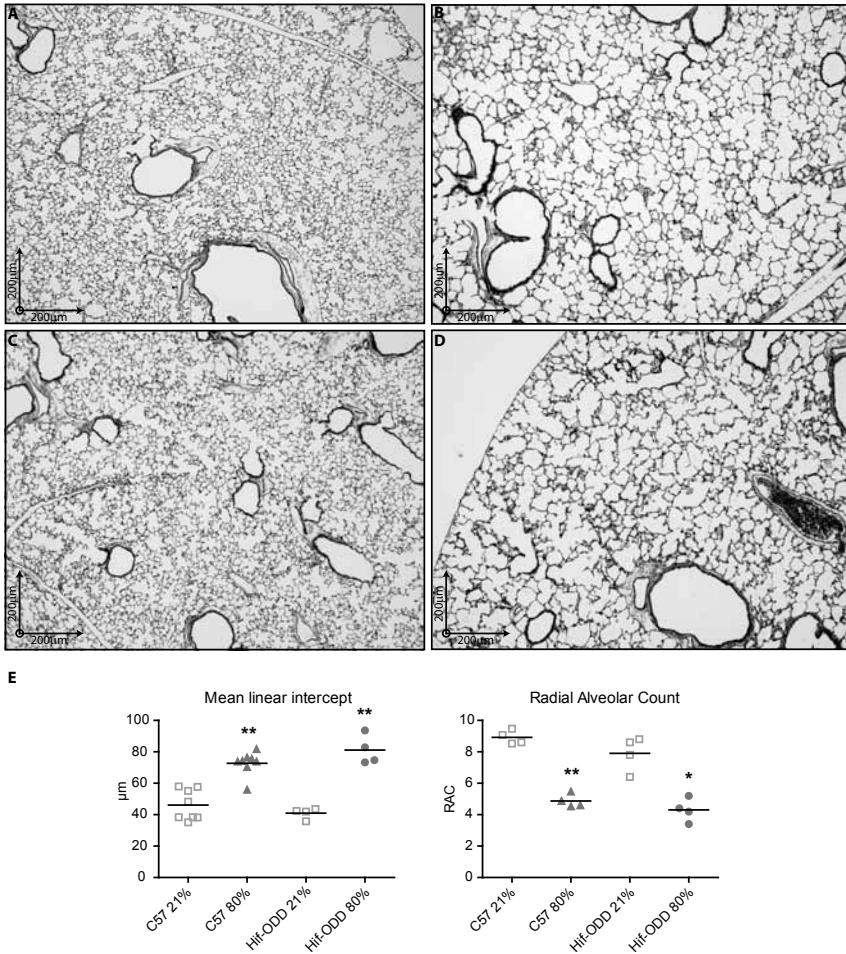 A
B
200µm
200µm
200µm
200µm
C
D
200µm
200µm
200µm
200µm
E
Mean linear intercept
Radial Alveolar Count
**
**
**
*
100
80
60
40
20
0
µm
10
8
6
4
2
0
RAC
C57 21%
C57 80%
Hif-ODD 21%
Hif-ODD 80%
C57 21%
C57 80%
Hif-ODD 21%
Hif-ODD 80%